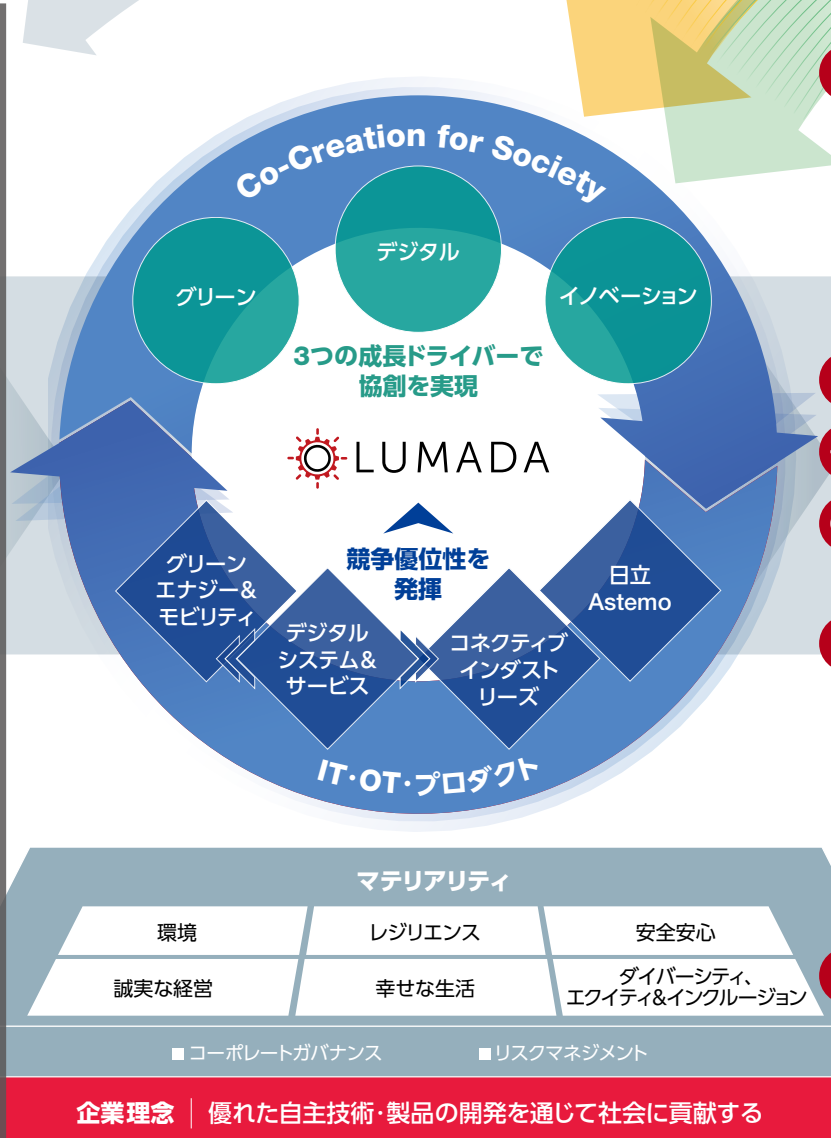 Co-Creation for Society
デジタル
グリーン
イノベーション
3つの成長ドライバーで
協創を実現
LUMADA
競争優位性を
発揮
グリーン
エナジー&
モビリティ
デジタル
システム&
サービス
コネクティブ
インダスト
リーズ
日立
Astemo
IT・OT・プロダクト
マテリアリティ
環境
レジリエンス
安全安心
誠実な経営
幸せな生活
ダイバーシティ、
エクイティ&インクルージョン
■コーポレートガバナンス
■リスクマネジメント
企業理念│優れた自主技術・製品の開発を通じて社会に貢献する